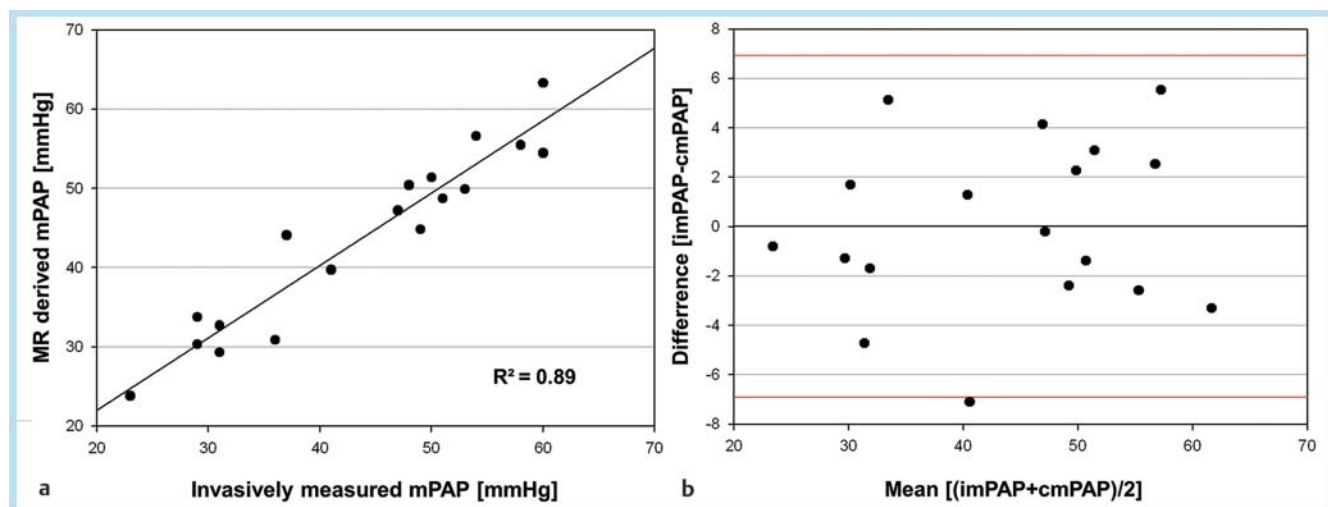 70
60
50
40
30
20
MR derived mPAP [mmHg]
R² = 0.89
20 30 40 50 60 70
a Invasively measured mPAP [mmHg]
8
6
4
2
0
-2
-4
-6
-8
Differrence [imPAP-cmPAP]
20 30 40 50 60 70
b Mean [(imPAP+cmPAP)/2]